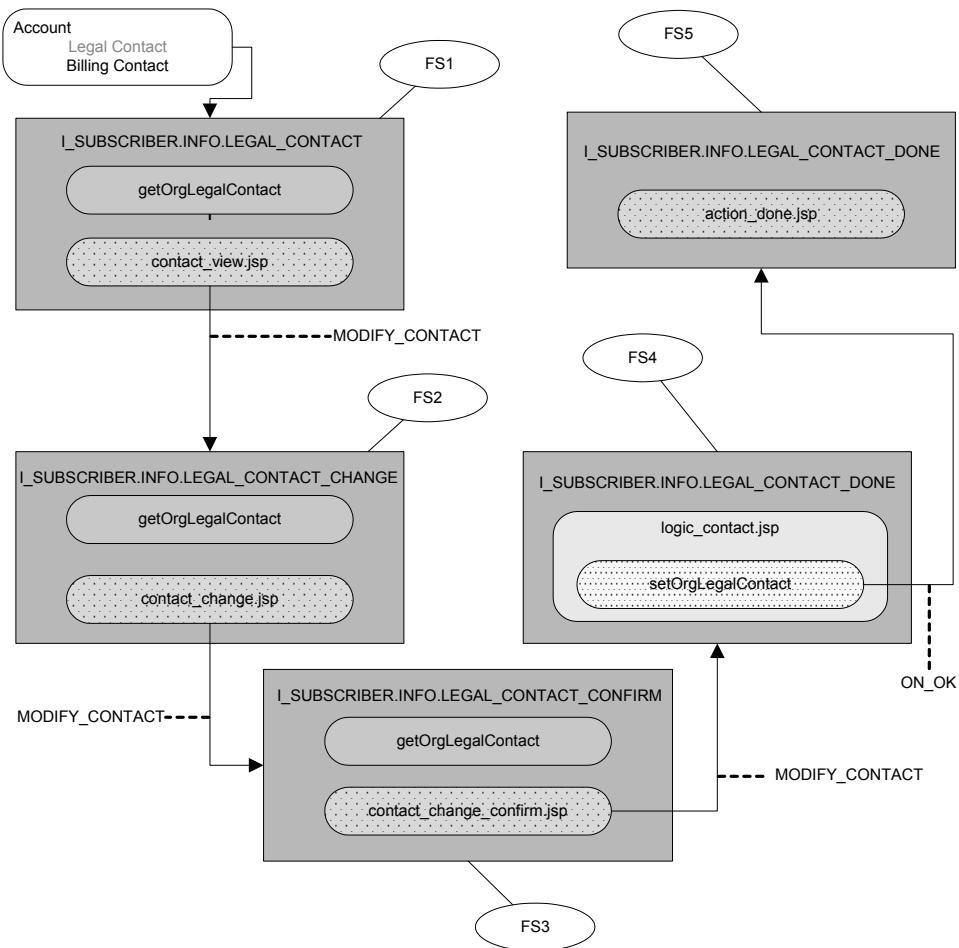 Account
Legal Contact
Billing Contact
FS1
I_SUBSCRIBER.INFO.LEGAL_CONTACT
getOrgLegalContact
contact_view.jsp
MODIFY_CONTACT
FS2
I_SUBSCRIBER.INFO.LEGAL_CONTACT_CHANGE
getOrgLegalContact
contact_change.jsp
MODIFY_CONTACT
I_SUBSCRIBER.INFO.LEGAL_CONTACT_CONFIRM
getOrgLegalContact
contact_change_confirm.jsp
FS3
MODIFY_CONTACT
FS4
I_SUBSCRIBER.INFO.LEGAL_CONTACT_DONE
logic_contact.jsp
setOrgLegalContact
ON_OK
FS5
I_SUBSCRIBER.INFO.LEGAL_CONTACT_DONE
action_done.jsp